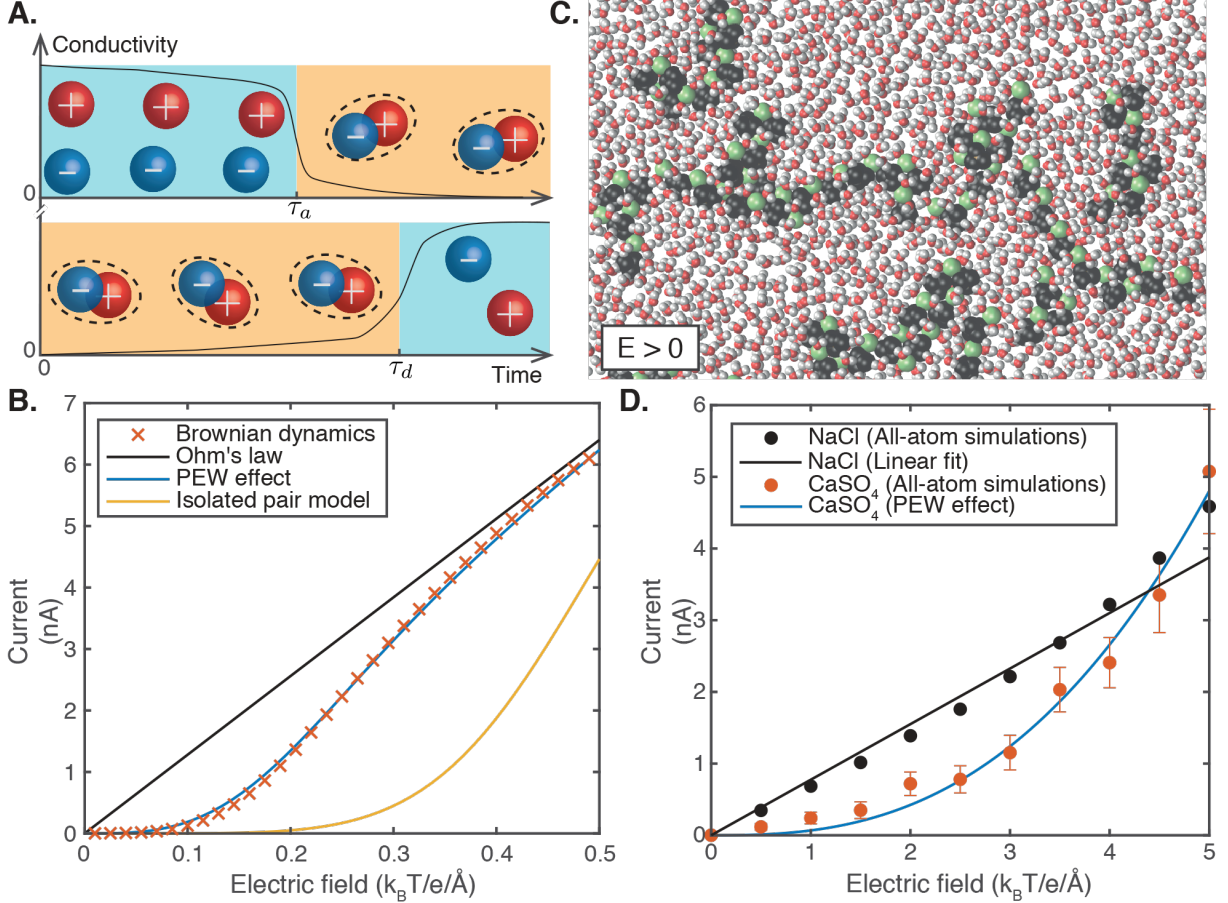 A.
Conductivity
+ + +
− − −
− +
− +
0
τa
− +
− +
− +
−
+
0
0
τd
Time
C.
E > 0
B.
7
6
5
4
3
2
1
0
Current
(nA)
Brownian dynamics
Ohm's law
PEW effect
Isolated pair model
0 0.1 0.2 0.3 0.4 0.5
Electric field (kBT/e/Å)
D.
6
5
4
3
2
1
0
Current
(nA)
NaCl (All-atom simulations)
NaCl (Linear fit)
CaSO4 (All-atom simulations)
CaSO4 (PEW effect)
0 1 2 3 4 5
Electric field (kBT/e/Å)